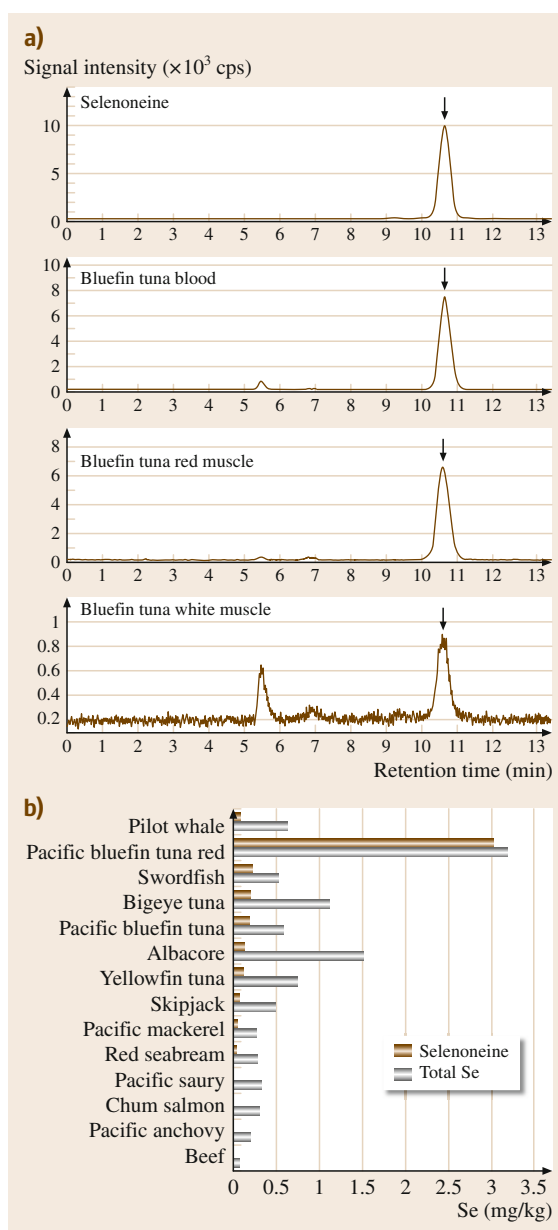 a)
Signal intensity (×10³ cps)
Selenoneine
10
5
0
0 1 2 3 4 5 6 7 8 9 10 11 12 13
Bluefin tuna blood
10
8
6
4
2
0
0 1 2 3 4 5 6 7 8 9 10 11 12 13
Bluefin tuna red muscle
8
6
4
2
0
0 1 2 3 4 5 6 7 8 9 10 11 12 13
Bluefin tuna white muscle
1
0.8
0.6
0.4
0.2
0 1 2 3 4 5 6 7 8 9 10 11 12 13
Retention time (min)
b)
Pilot whale
Pacific bluefin tuna red
Swordfish
Bigeye tuna
Pacific bluefin tuna
Albacore
Yellowfin tuna
Skipjack
Pacific mackerel
Red seabream
Pacific saury
Chum salmon
Pacific anchovy
Beef
Selenoneine
Total Se
0 0.5 1 1.5 2 2.5 3 3.5
Se (mg/kg)